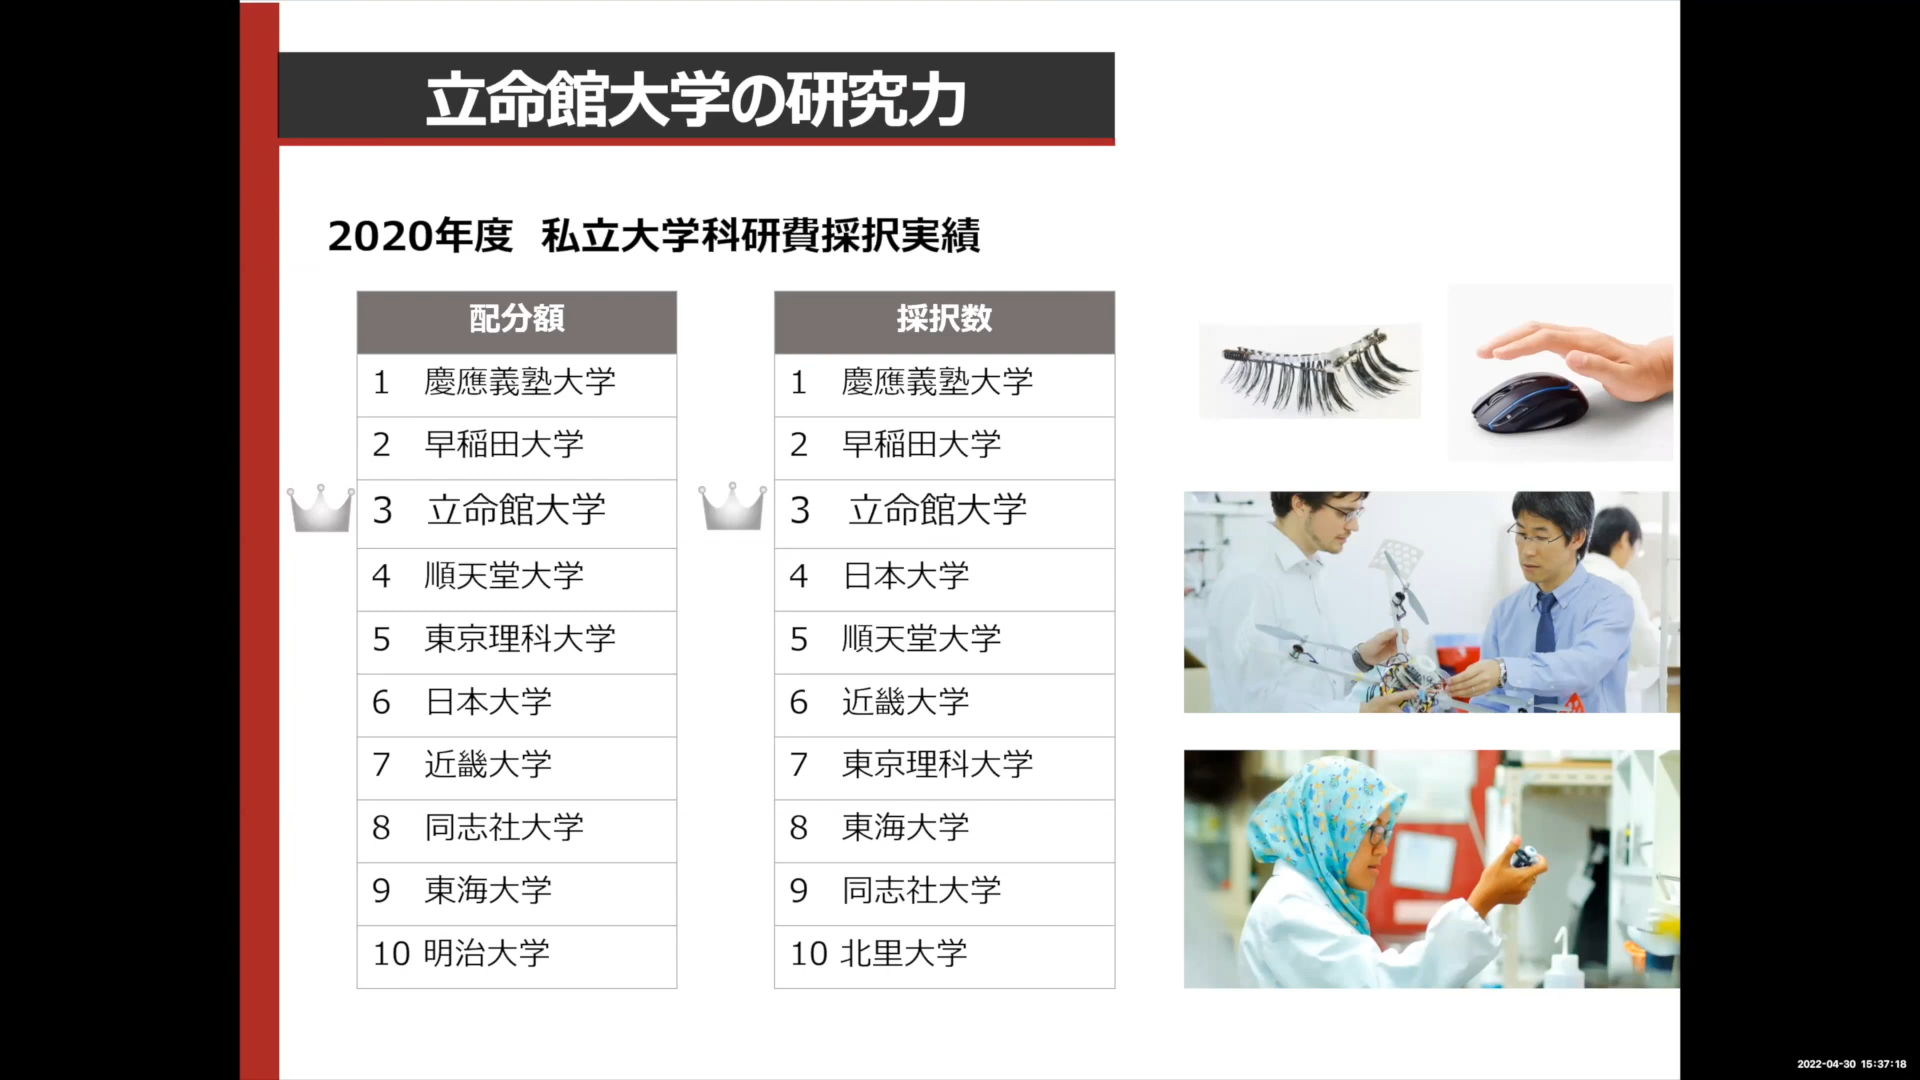 立命館大学の研究力
2020年度 私立大学科研費採択実績
配分額
1 慶應義塾大学
2 早稲田大学
3 立命館大学
4 順天堂大学
5 東京理科大学
6 日本大学
7 近畿大学
8 同志社大学
9 東海大学
10 明治大学
採択数
1 慶應義塾大学
2 早稲田大学
3 立命館大学
4 日本大学
5 順天堂大学
6 近畿大学
7 東京理科大学
8 東海大学
9 同志社大学
10 北里大学
2022-04-30 15:37:18